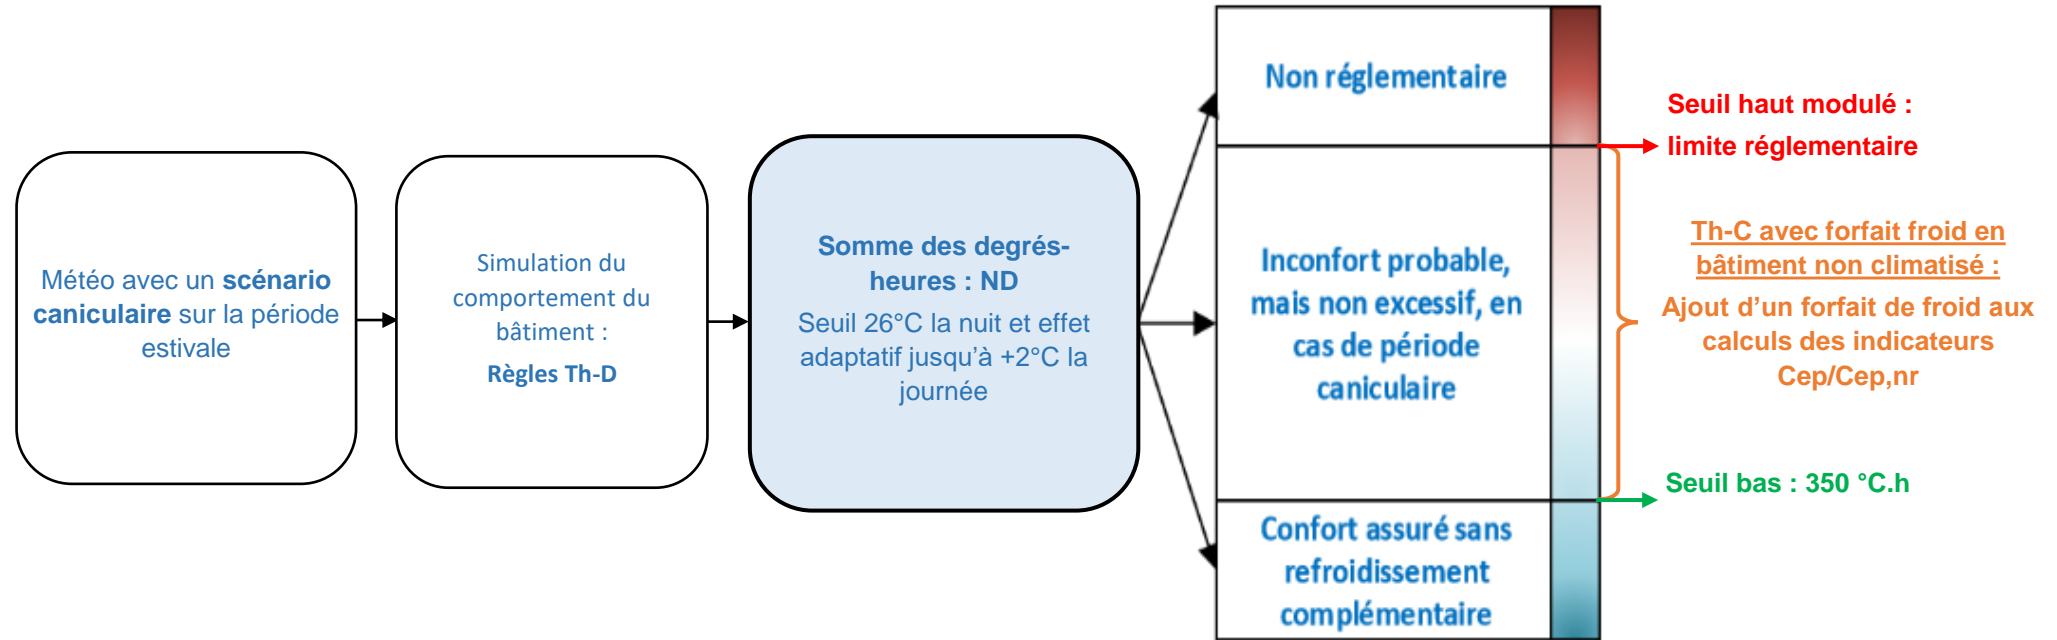 Météo avec un scénario
caniculaire sur la période
estivale
Simulation du
comportement du
bâtiment :
Règles Th-D
Somme des degrés-
heures : ND
Seuil 26°C la nuit et effet
adaptatif jusqu'à +2°C la
journée
Non réglementaire
Inconfort probable,
mais non excessif, en
cas de période
caniculaire
Confort assuré sans
refroidissement
complémentaire
Seuil haut modulé :
limite réglementaire
Th-C avec forfait froid en
bâtiment non climatisé :
Ajout d'un forfait de froid aux
calculs des indicateurs
Cep/Cep,nr
Seuil bas : 350 °C.h